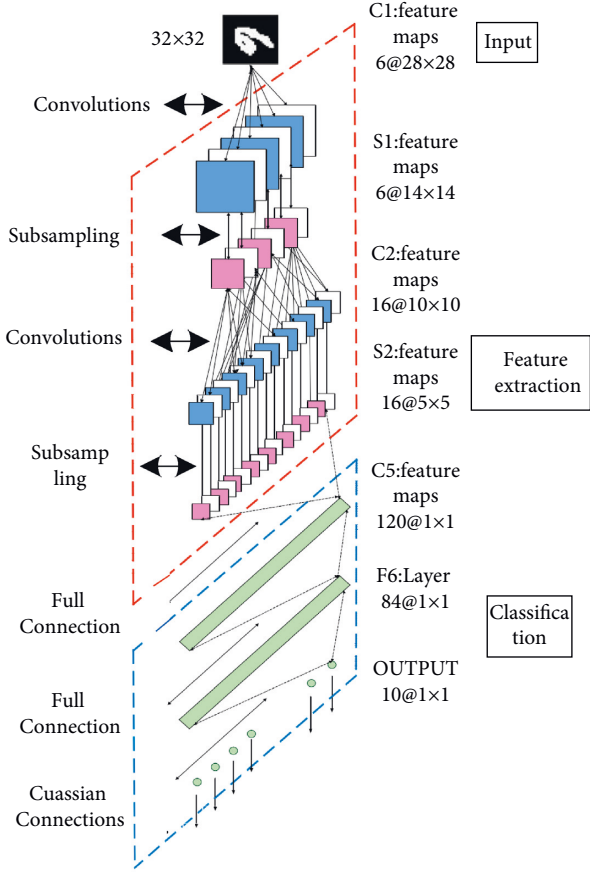 32×32
C1:feature
maps
6@28×28
Input
Convolutions
S1:feature
maps
6@14×14
Subsampling
C2:feature
maps
16@10×10
Convolutions
S2:feature
maps
16@5×5
Feature
extraction
Subsamp
ling
C5:feature
maps
120@1×1
Full
Connection
F6:Layer
84@1×1
Classifica
tion
Full
Connection
OUTPUT
10@1×1
Cuassian
Connections